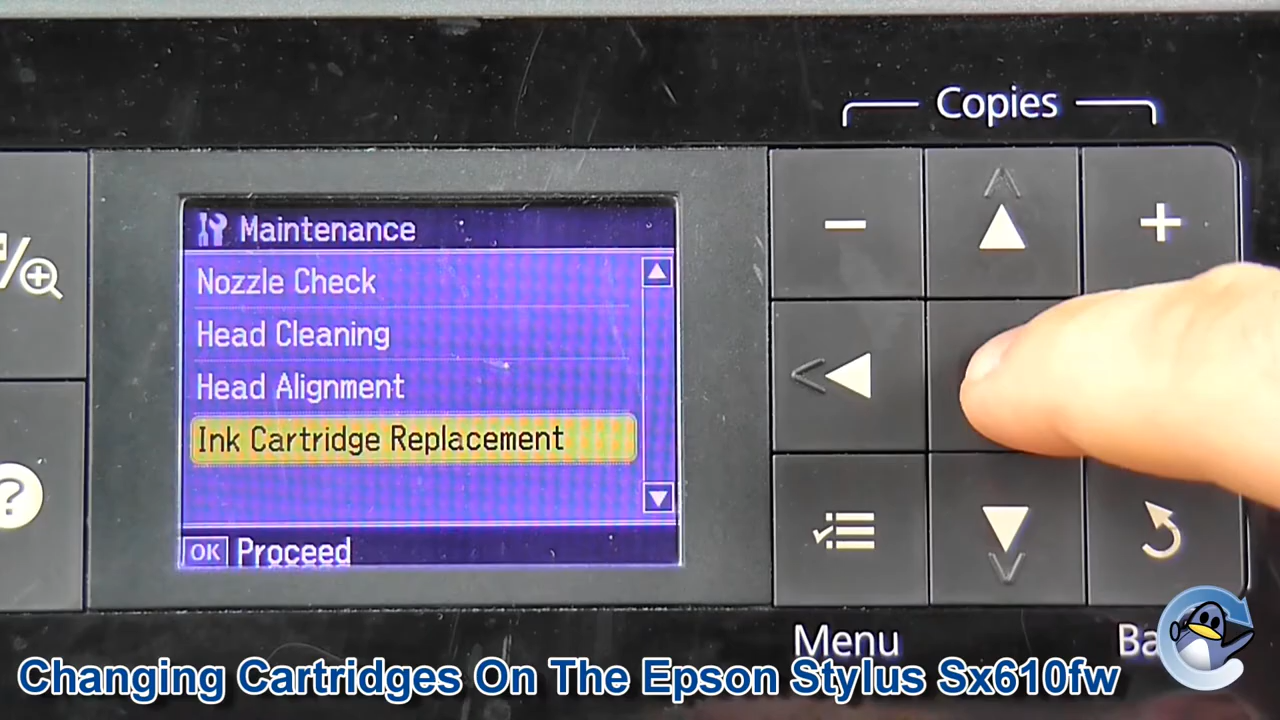 Copies
Maintenance
Nozzle Check
Head Cleaning
Head Alignment
Ink Cartridge Replacement
OK Proceed
Menu
Changing Cartridges On The Epson Stylus Sx610fw